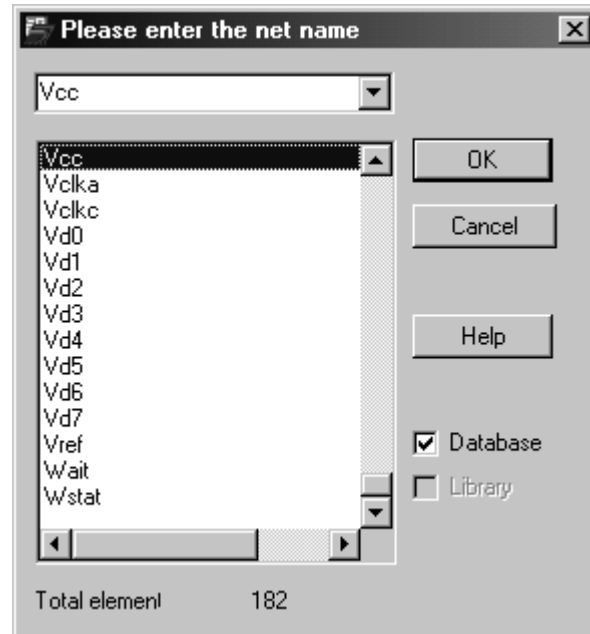 Please enter the net name
Vcc
Vcc
Vclka
Vclkc
Vd0
Vd1
Vd2
Vd3
Vd4
Vd5
Vd6
Vd7
Vref
Wait
Wstat
OK
Cancel
Help
Database
Library
Total element 182